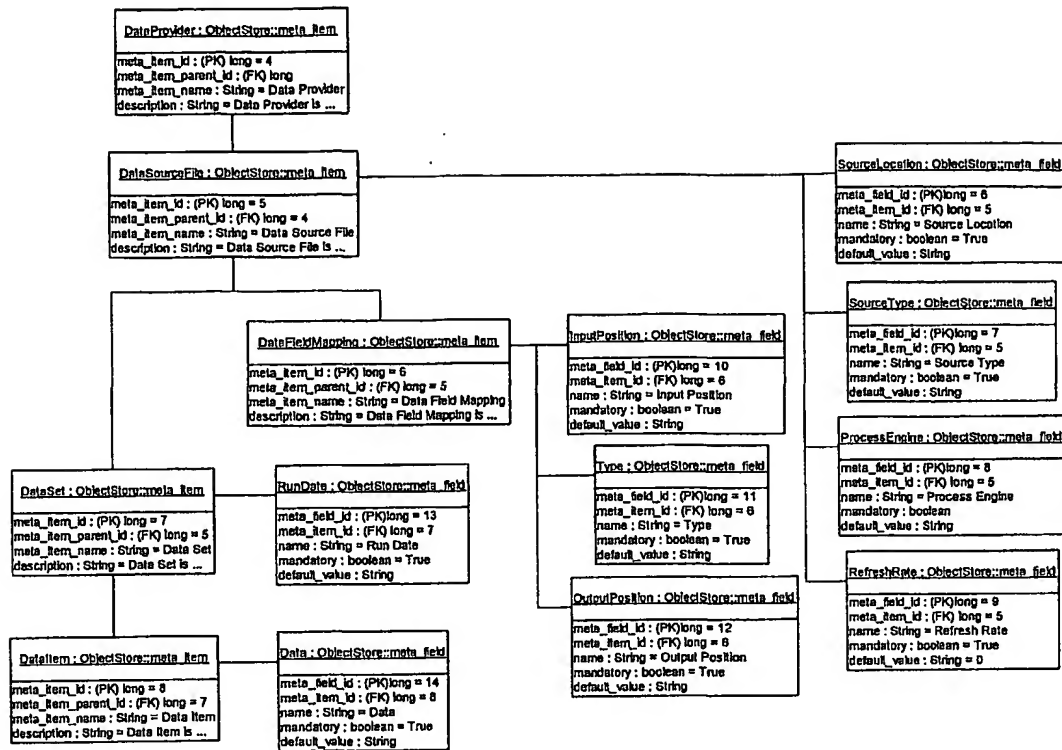 DataProvider : ObjectStore::meta_item
meta_item_id : (PK) long = 4
meta_item_parent_id : (FK) long
meta_item_name : String = Data Provider
description : String = Data Provider is ...
DataSourceFile : ObjectStore::meta_item
meta_item_id : (PK) long = 5
meta_item_parent_id : (FK) long = 4
meta_item_name : String = Data Source File
description : String = Data Source File is ...
SourceLocation : ObjectStore::meta_field
meta_field_id : (PK)long = 6
meta_item_id : (FK) long = 5
name : String = Source Location
mandatory : boolean = True
default_value : String
SourceType : ObjectStore::meta_field
meta_field_id : (PK)long = 7
meta_item_id : (FK) long = 5
name : String = Source Type
mandatory : boolean = True
default_value : String
DataFieldMapping : ObjectStore::meta_item
meta_item_id : (PK) long = 6
meta_item_parent_id : (FK) long = 5
meta_item_name : String = Data Field Mapping
description : String = Data Field Mapping is ...
InputPosition : ObjectStore::meta_field
meta_field_id : (PK)long = 10
meta_item_id : (FK) long = 6
name : String = Input Position
mandatory : boolean = True
default_value : String
ProcessEngine : ObjectStore::meta_field
meta_field_id : (PK)long = 8
meta_item_id : (FK) long = 5
name : String = Process Engine
mandatory : boolean
default_value : String
Type : ObjectStore::meta_field
meta_field_id : (PK)long = 11
meta_item_id : (FK) long = 6
name : String = Type
mandatory : boolean = True
default_value : String
DataSet : ObjectStore::meta_item
meta_item_id : (PK) long = 7
meta_item_parent_id : (FK) long = 5
meta_item_name : String = Data Set
description : String = Data Set is ...
RunDate : ObjectStore::meta_field
meta_field_id : (PK)long = 13
meta_item_id : (FK) long = 7
name : String = Run Date
mandatory : boolean = True
default_value : String
RefreshRate : ObjectStore::meta_field
meta_field_id : (PK)long = 9
meta_item_id : (FK) long = 5
name : String = Refresh Rate
mandatory : boolean = True
default_value : String = 0
OutputPosition : ObjectStore::meta_field
meta_field_id : (PK)long = 12
meta_item_id : (FK) long = 6
name : String = Output Position
mandatory : boolean = True
default_value : String
DataItem : ObjectStore::meta_item
meta_item_id : (PK) long = 8
meta_item_parent_id : (FK) long = 7
meta_item_name : String = Data Item
description : String = Data Item is ...
Data : ObjectStore::meta_field
meta_field_id : (PK)long = 14
meta_item_id : (FK) long = 8
name : String = Data
mandatory : boolean = True
default_value : String